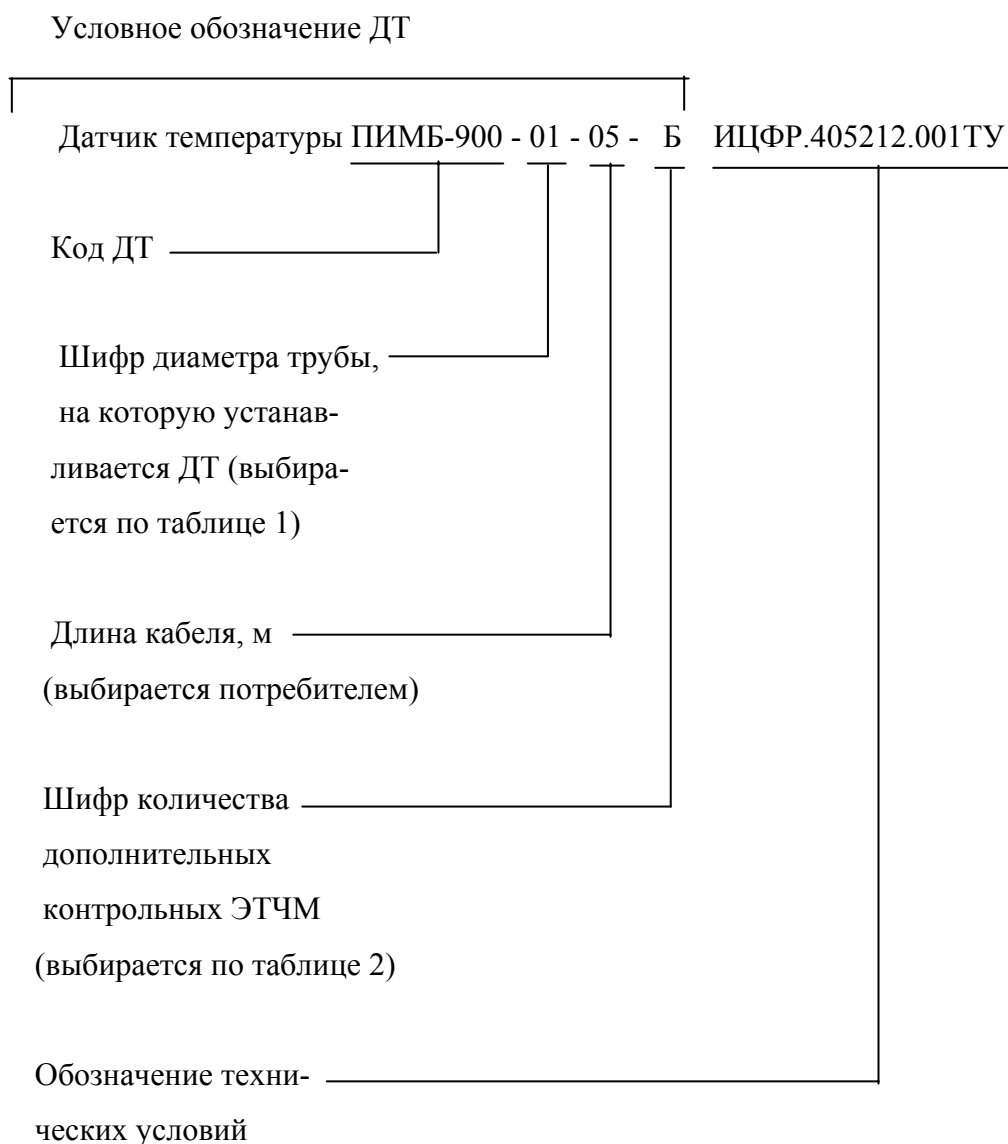 Условное обозначение ДТ
Датчик температуры ПИМБ-900 - 01 - 05 - Б ИЦФР.405212.001ТУ
Код ДТ
Шифр диаметра трубы,
на которую устанав-
ливается ДТ (выбира-
ется по таблице 1)
Длина кабеля, м
(выбирается потребителем)
Шифр количества
дополнительных
контрольных ЭТЧМ
(выбирается по таблице 2)
Обозначение техни-
ческих условий